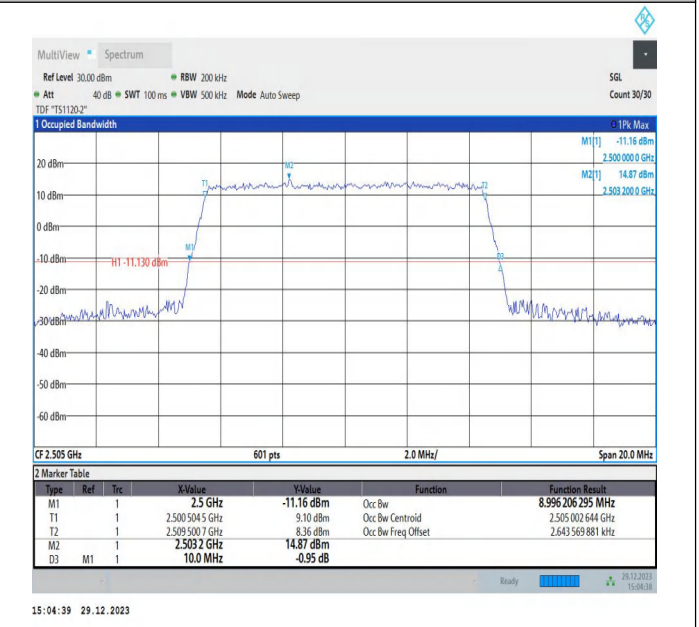 R S
MultiView Spectrum
Ref Level 30.00 dBm RBW 200 kHz SGL
Att 40 dB SWT 100 ms VBW 500 kHz Mode Auto Sweep Count 30/30
TDF "TS1120-2"
1 Occupied Bandwidth 1Pk Max
M1[1] -11.16 dBm
2.500 000 0 GHz
M2[1] 14.87 dBm
2.503 200 0 GHz
20 dBm
M2
T1 T2
10 dBm
0 dBm
M1
-10 dBm
H1 -11.130 dBm
D3
-20 dBm
-30 dBm
-40 dBm
-50 dBm
-60 dBm
CF 2.505 GHz 601 pts 2.0 MHz/ Span 20.0 MHz
2 Marker Table
Type Ref Trc X-Value Y-Value Function Function Result
M1 1 2.5 GHz -11.16 dBm Occ Bw 8.996 206 295 MHz
T1 1 2.500 504 5 GHz 9.10 dBm Occ Bw Centroid 2.505 002 644 GHz
T2 1 2.509 500 7 GHz 8.36 dBm Occ Bw Freq Offset 2.643 569 881 kHz
M2 1 2.503 2 GHz 14.87 dBm
D3 M1 1 10.0 MHz -0.95 dB
Ready 29.12.2023
15:04:38
15:04:39 29.12.2023